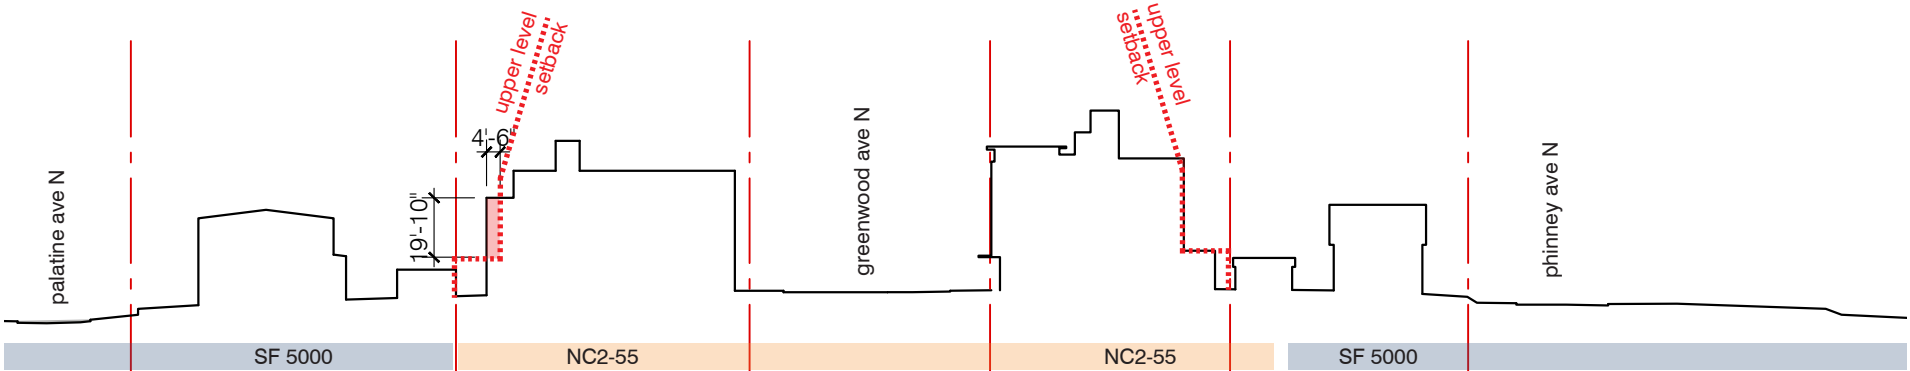 upper level
setback
upper level
setback
4'-6"
19'-10"
palatine ave N
greenwood ave N
phinney ave N
SF 5000
NC2-55
NC2-55
SF 5000